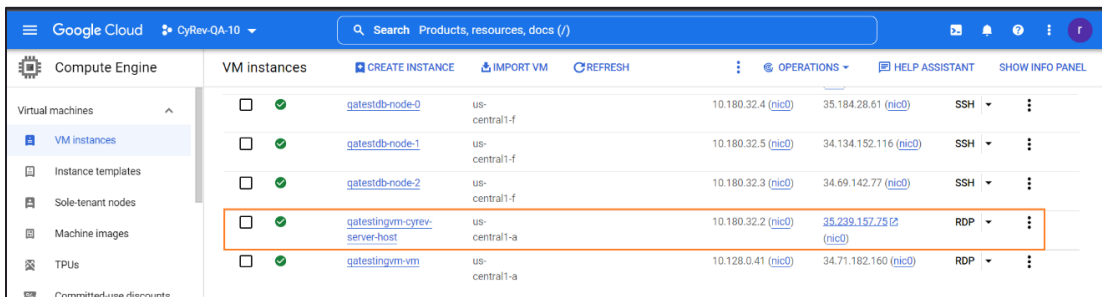 Google Cloud CyRev-QA-10 Search Products, resources, docs (/) r
Compute Engine VM instances CREATE INSTANCE IMPORT VM REFRESH OPERATIONS HELP ASSISTANT SHOW INFO PANEL
Virtual machines
VM instances
Instance templates
Sole-tenant nodes
Machine images
TPUs
Committed-use discounts
qatestdb-node-0 us- 10.180.32.4 (nic0) 35.184.28.61 (nic0) SSH
central1-f
qatestdb-node-1 us- 10.180.32.5 (nic0) 34.134.152.116 (nic0) SSH
central1-f
qatestdb-node-2 us- 10.180.32.3 (nic0) 34.69.142.77 (nic0) SSH
central1-f
qatestingvm-cyrev- us- 10.180.32.2 (nic0) 35.239.157.75 RDP
server-host central1-a (nic0)
qatestingvm-vm us- 10.128.0.41 (nic0) 34.71.182.160 (nic0) RDP
central1-a